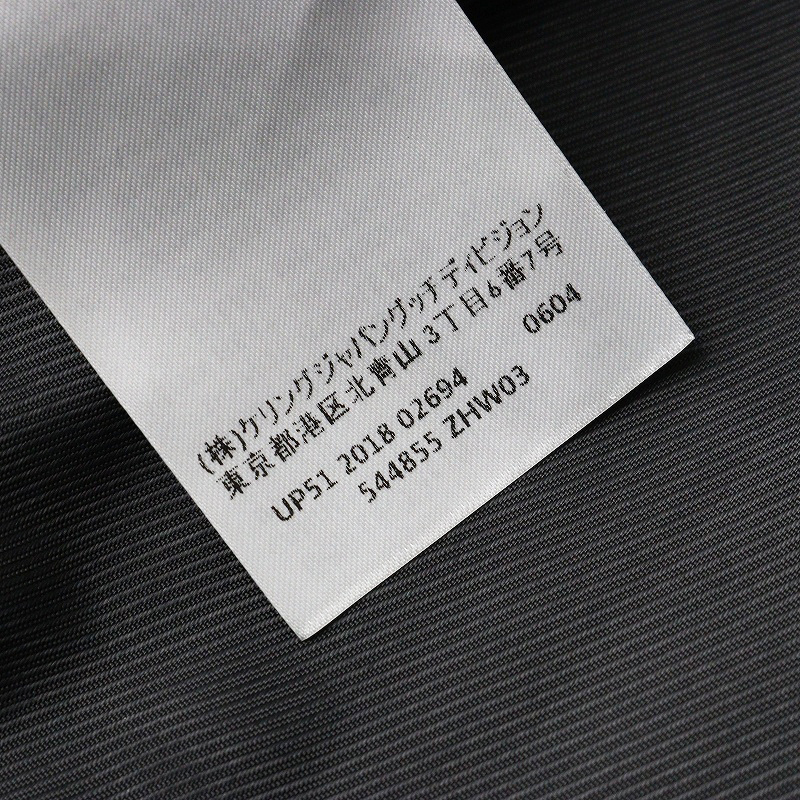 (株)ケリングジャパングッチディビジョン
東京都港区北青山3丁目6番7号
UP51 2018 02694 0604
544855 ZHW03